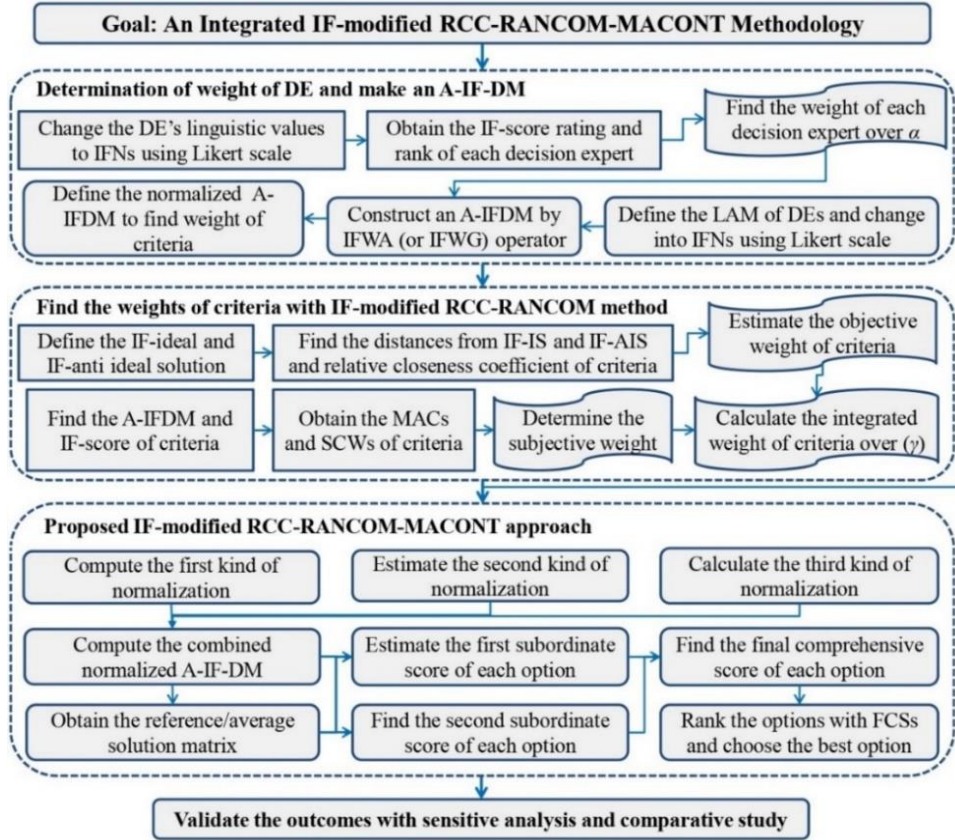 Goal: An Integrated IF-modified RCC-RANCOM-MACONT Methodology
Determination of weight of DE and make an A-IF-DM
Change the DE's linguistic values
to IFNs using Likert scale
Obtain the IF-score rating and
rank of each decision expert
Find the weight of each
decision expert over α
Define the normalized A-
IFDM to find weight of
criteria
Construct an A-IFDM by
IFWA (or IFWG) operator
Define the LAM of DEs and change
into IFNs using Likert scale
Find the weights of criteria with IF-modified RCC-RANCOM method
Define the IF-ideal and
IF-anti ideal solution
Find the distances from IF-IS and IF-AIS
and relative closeness coefficient of criteria
Estimate the objective
weight of criteria
Find the A-IFDM and
IF-score of criteria
Obtain the MACs
and SCWs of criteria
Determine the
subjective weight
Calculate the integrated
weight of criteria over (γ)
Proposed IF-modified RCC-RANCOM-MACONT approach
Compute the first kind of
normalization
Estimate the second kind of
normalization
Calculate the third kind of
normalization
Compute the combined
normalized A-IF-DM
Estimate the first subordinate
score of each option
Find the final comprehensive
score of each option
Obtain the reference/average
solution matrix
Find the second subordinate
score of each option
Rank the options with FCSs
and choose the best option
Validate the outcomes with sensitive analysis and comparative study